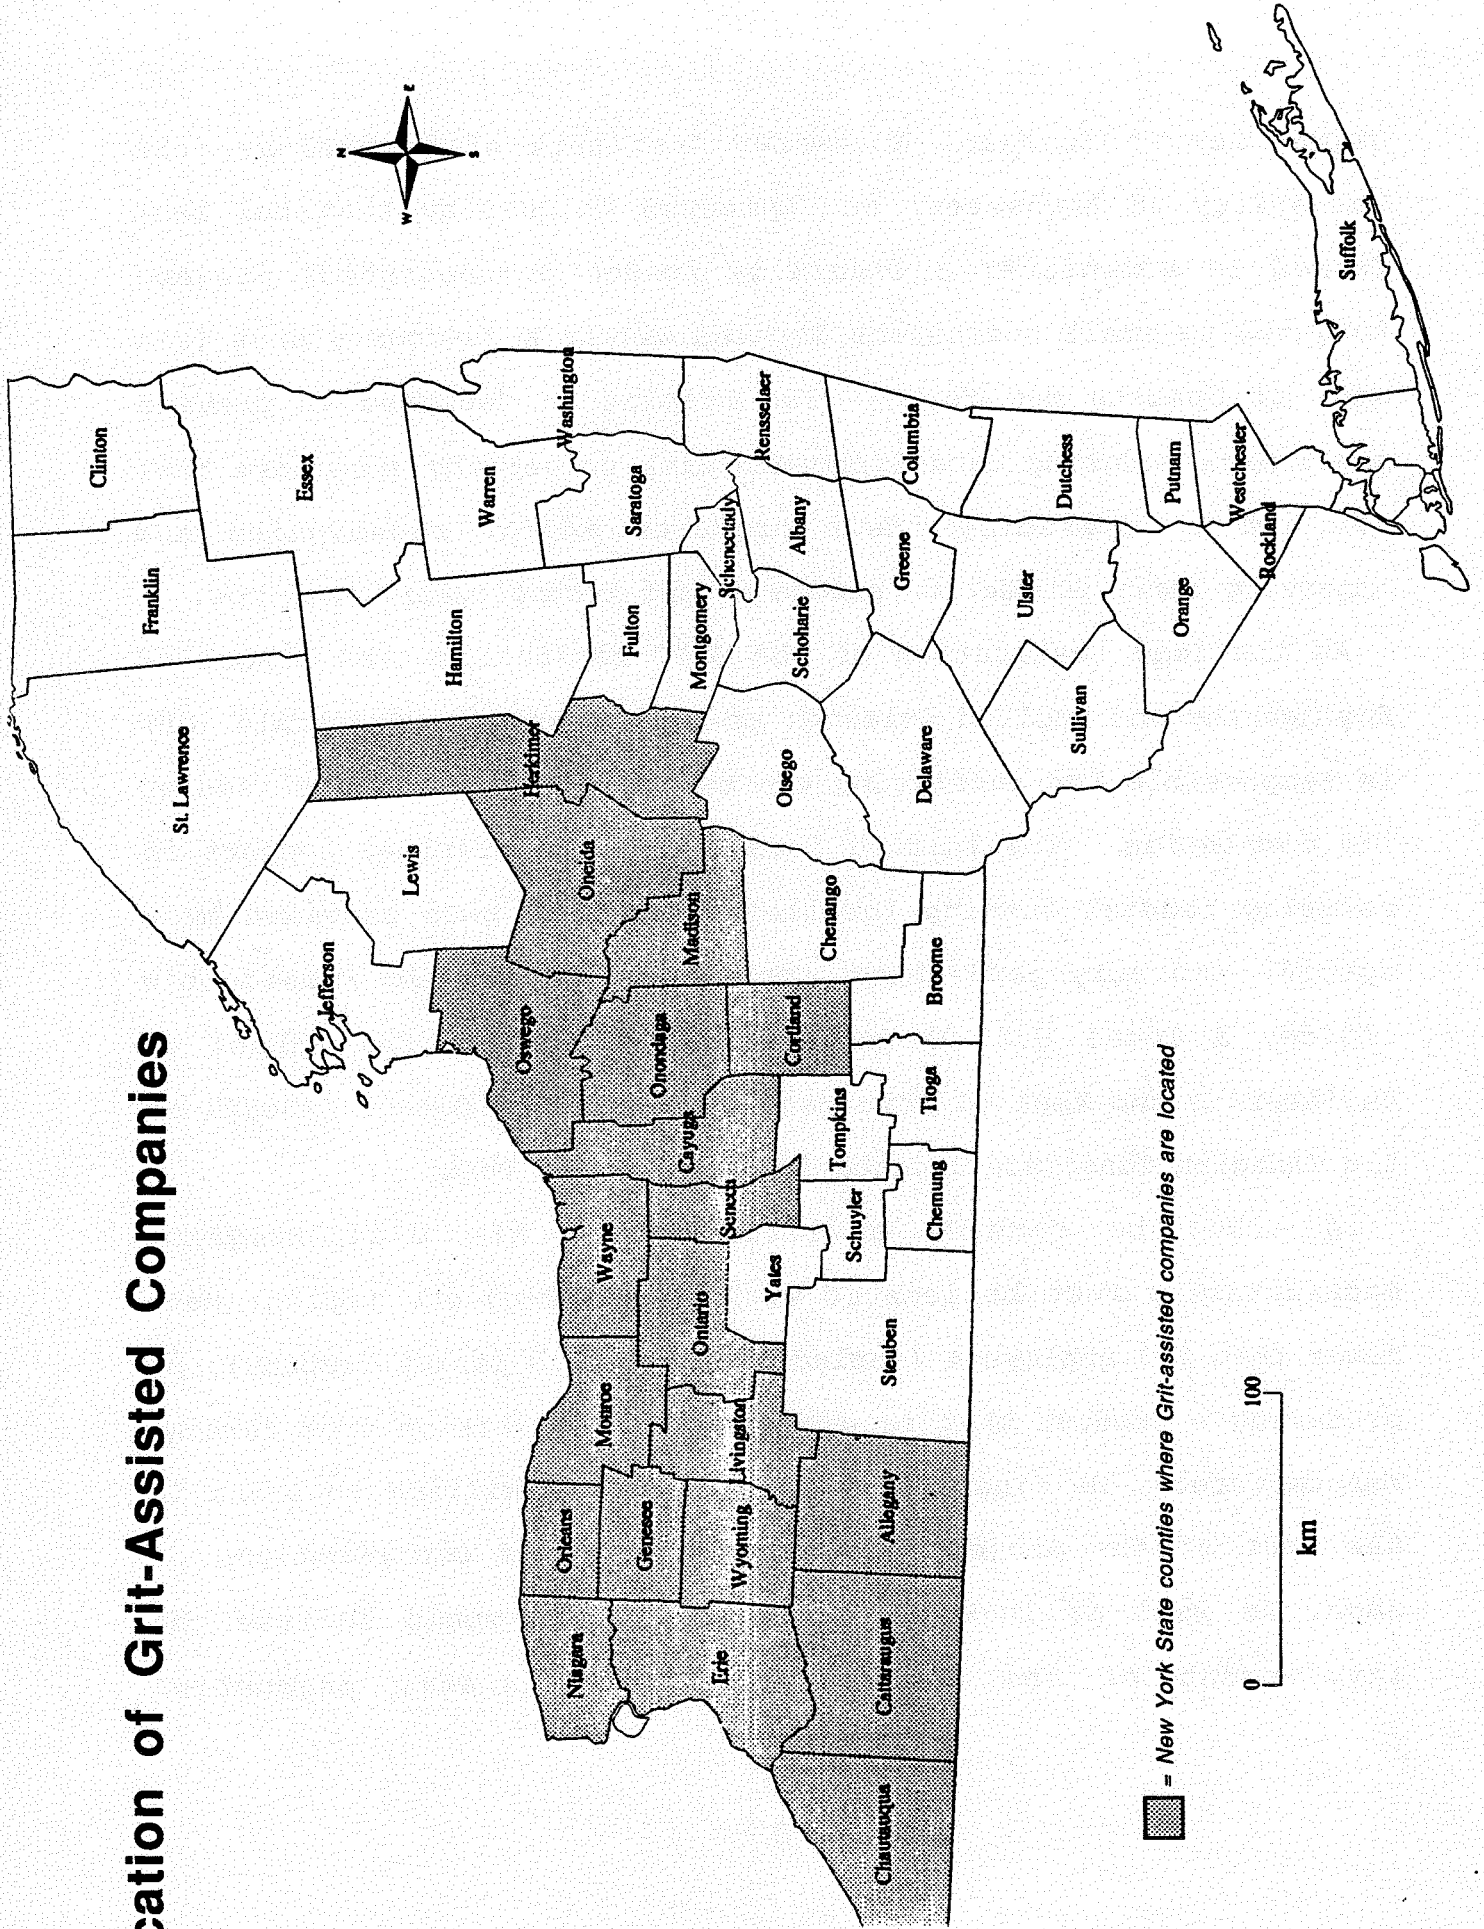 cation of Grit-Assisted Companies
N
W
E
S
Clinton
Franklin
St. Lawrence
Essex
Jefferson
Lewis
Hamilton
Herkimer
Warren
Washington
Oswego
Oneida
Fulton
Saratoga
Niagara
Orleans
Monroe
Wayne
Cayuga
Onondaga
Madison
Montgomery
Schenectady
Rensselaer
Genesee
Ontario
Seneca
Erie
Wyoming
Livingston
Yates
Cortland
Otsego
Schoharie
Albany
Chautauqua
Cattaraugus
Allegany
Steuben
Schuyler
Tompkins
Chenango
Delaware
Greene
Columbia
Chemung
Tioga
Broome
Sullivan
Ulster
Dutchess
Orange
Putnam
Rockland
Westchester
Suffolk
= New York State counties where Grit-assisted companies are located
0
100
km